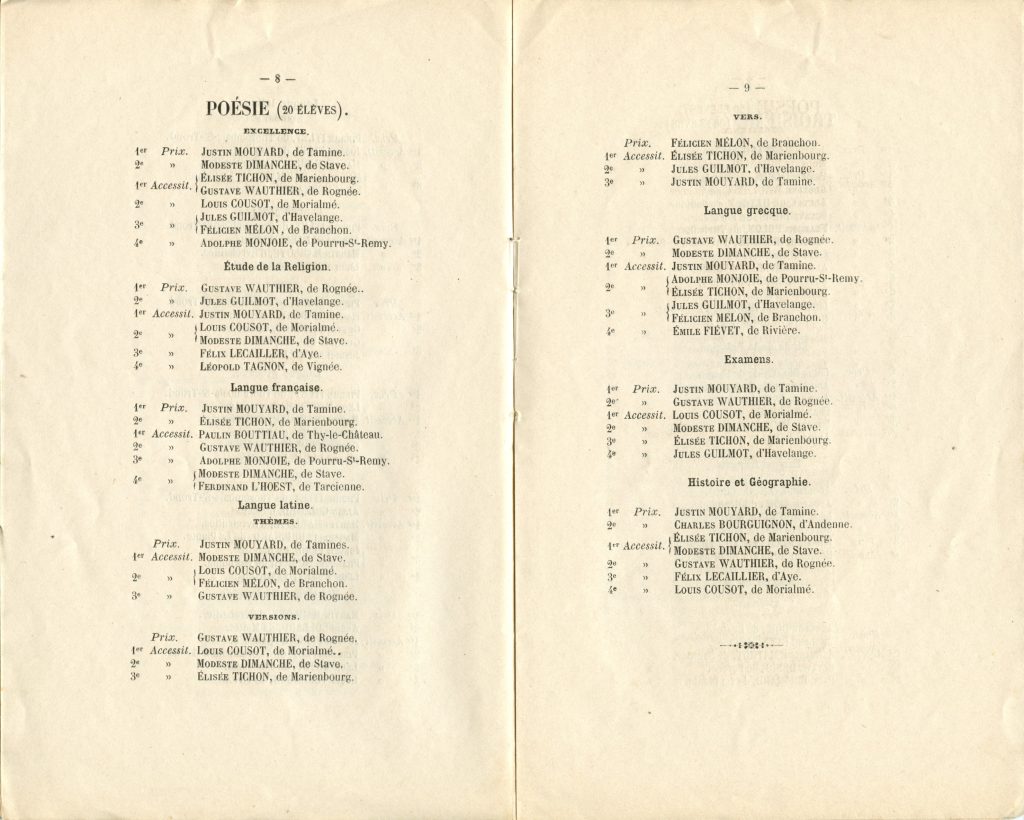 — 8 —
POÉSIE (20 ÉLÈVES).
EXCELLENCE.
1er Prix. JUSTIN MOUYARD, de Tamine.
2e » MODESTE DIMANCHE, de Stave.
1er Accessit. ÉLISÉE TICHON, de Marienbourg.
GUSTAVE WAUTHIER, de Rognée.
2e » LOUIS COUSOT, de Morialmé.
3e » JULES GUILMOT, d'Havelange.
FÉLICIEN MÉLON, de Branchon.
4e » ADOLPHE MONJOIE, de Pourru-St-Remy.
Étude de la Religion.
1er Prix. GUSTAVE WAUTHIER, de Rognée..
2e » JULES GUILMOT, d'Havelange.
1er Accessit. JUSTIN MOUYARD, de Tamine.
2e » LOUIS COUSOT, de Morialmé.
MODESTE DIMANCHE, de Stave.
3e » FÉLIX LECAILLER, d'Aye.
4e » LÉOPOLD TAGNON, de Vignée.
Langue française.
1er Prix. JUSTIN MOUYARD, de Tamine.
2e » ÉLISÉE TICHON, de Marienbourg.
1er Accessit. PAULIN BOUTTIAU, de Thy-le-Château.
2e » GUSTAVE WAUTHIER, de Rognée.
3e » ADOLPHE MONJOIE, de Pourru-St-Remy.
4e » MODESTE DIMANCHE, de Stave.
FERDINAND L'HOEST, de Tarcienne.
Langue latine.
THÈMES.
Prix. JUSTIN MOUYARD, de Tamines.
1er Accessit. MODESTE DIMANCHE, de Stave.
2e » LOUIS COUSOT, de Morialmé.
FÉLICIEN MÉLON, de Branchon.
3e » GUSTAVE WAUTHIER, de Rognée.
VERSIONS.
Prix. GUSTAVE WAUTHIER, de Rognée.
1er Accessit. LOUIS COUSOT, de Morialmé..
2e » MODESTE DIMANCHE, de Stave.
3e » ÉLISÉE TICHON, de Marienbourg.
— 9 —
VERS.
Prix. FÉLICIEN MÉLON, de Branchon.
1er Accessit. ÉLISÉE TICHON, de Marienbourg.
2e » JULES GUILMOT, d'Havelange.
3e » JUSTIN MOUYARD, de Tamine.
Langue grecque.
1er Prix. GUSTAVE WAUTHIER, de Rognée.
2e » MODESTE DIMANCHE, de Stave.
1er Accessit. JUSTIN MOUYARD, de Tamine.
2e » ADOLPHE MONJOIE, de Pourru-St-Remy.
ÉLISÉE TICHON, de Marienbourg.
3e » JULES GUILMOT, d'Havelange.
FÉLICIEN MELON, de Branchon.
4e » ÉMILE FIÉVET, de Rivière.
Examens.
1er Prix. JUSTIN MOUYARD, de Tamine.
2e » GUSTAVE WAUTHIER, de Rognée.
1er Accessit. LOUIS COUSOT, de Morialmé.
2e » MODESTE DIMANCHE, de Stave.
3e » ÉLISÉE TICHON, de Marienbourg.
4e » JULES GUILMOT, d'Havelange.
Histoire et Géographie.
1er Prix. JUSTIN MOUYARD, de Tamine.
2e » CHARLES BOURGUIGNON, d'Andenne.
1er Accessit. ÉLISÉE TICHON, de Marienbourg.
MODESTE DIMANCHE, de Stave.
2e » GUSTAVE WAUTHIER, de Rognée.
3e » FÉLIX LECAILLIER, d'Aye.
4e » LOUIS COUSOT, de Morialmé.